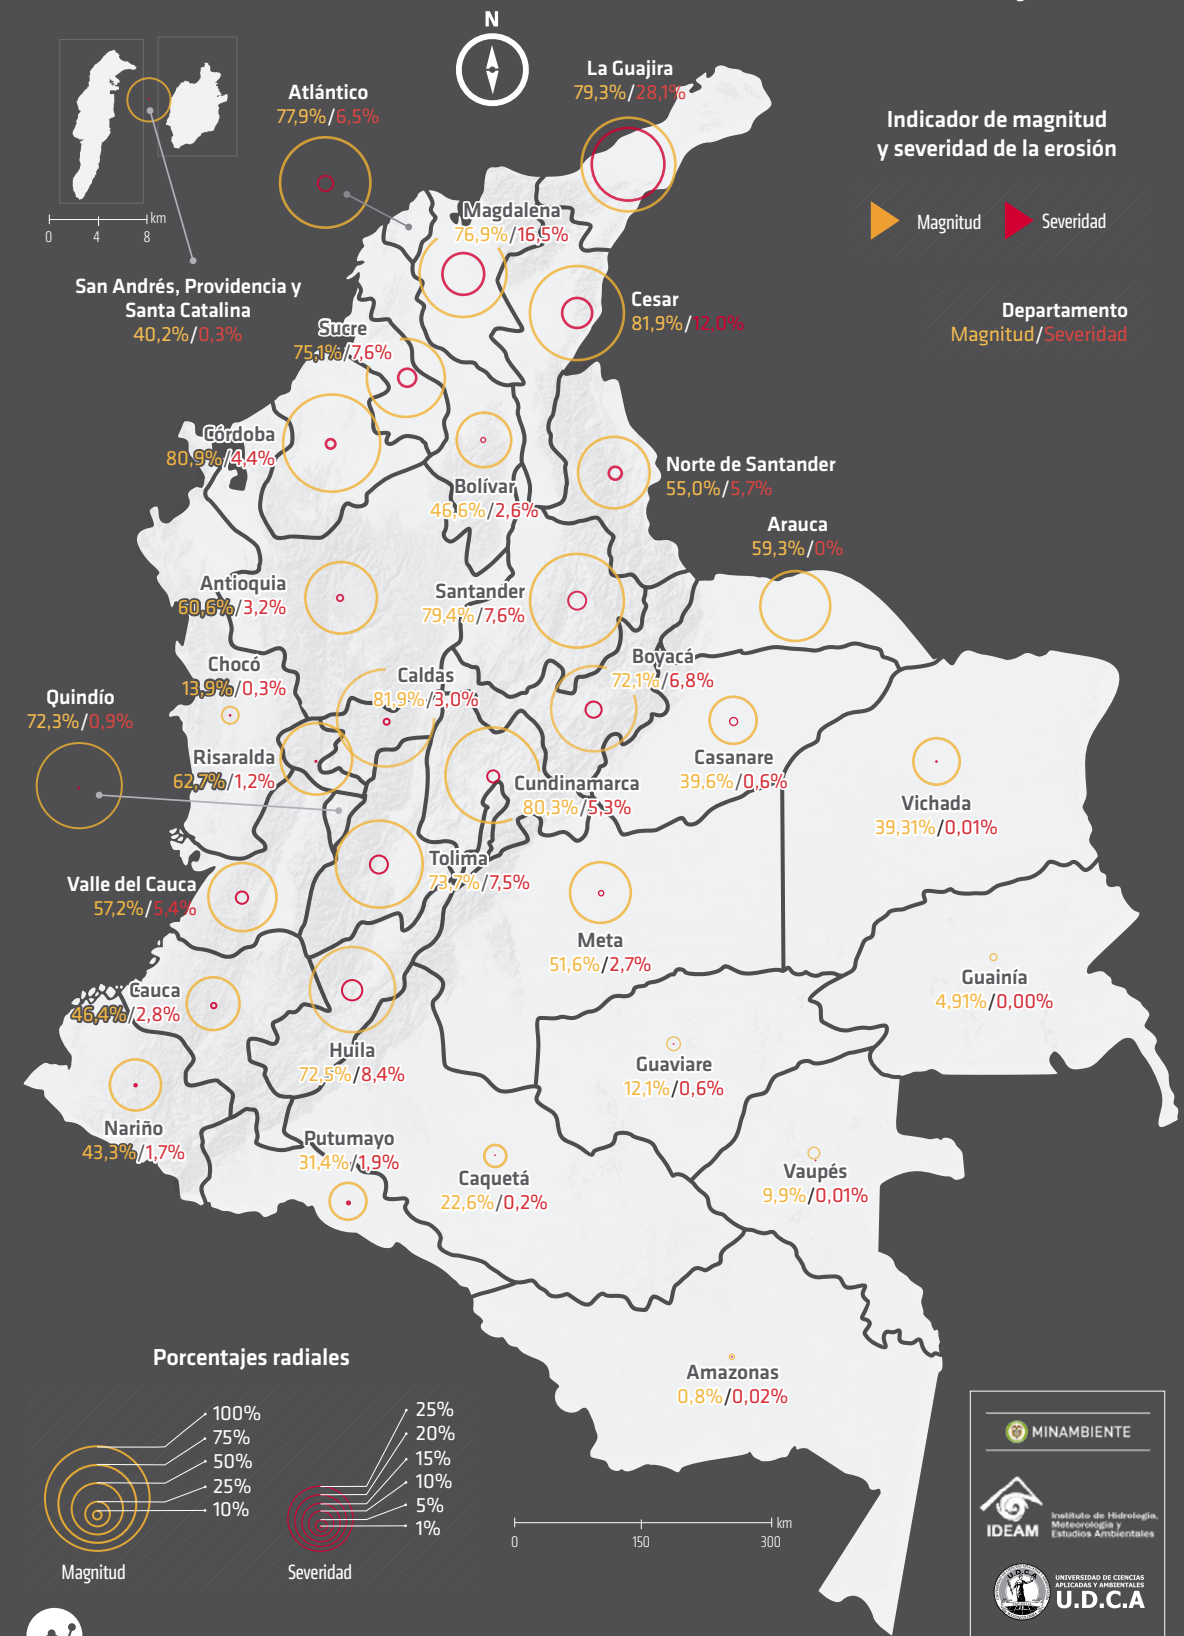 N
La Guajira
79,3%/28,1%
Atlántico
77,9%/6,5%
Indicador de magnitud
y severidad de la erosión
Magnitud
Severidad
Departamento
Magnitud/Severidad
km
0 4 8
San Andrés, Providencia y
Santa Catalina
40,2%/0,3%
Magdalena
76,9%/16,5%
Cesar
81,9%/12,0%
Sucre
75,1%/7,6%
Córdoba
80,9%/4,4%
Bolívar
46,6%/2,6%
Norte de Santander
55,0%/5,7%
Arauca
59,3%/0%
Antioquia
60,6%/3,2%
Santander
79,4%/7,6%
Chocó
13,9%/0,3%
Caldas
81,9%/3,0%
Boyacá
72,1%/6,8%
Quindío
72,3%/0,9%
Risaralda
62,7%/1,2%
Cundinamarca
80,3%/5,3%
Casanare
39,6%/0,6%
Vichada
39,31%/0,01%
Tolima
73,7%/7,5%
Valle del Cauca
57,2%/5,4%
Meta
51,6%/2,7%
Guainía
4,91%/0,00%
Cauca
46,4%/2,8%
Huila
72,5%/8,4%
Guaviare
12,1%/0,6%
Nariño
43,3%/1,7%
Putumayo
31,4%/1,9%
Caquetá
22,6%/0,2%
Vaupés
9,9%/0,01%
Amazonas
0,8%/0,02%
Porcentajes radiales
100%
75%
50%
25%
10%
Magnitud
25%
20%
15%
10%
5%
1%
Severidad
km
0 150 300
MINAMBIENTE
IDEAM
Instituto de Hidrología,
Meteorología y
Estudios Ambientales
U.D.C.A
UNIVERSIDAD DE CIENCIAS
APLICADAS Y AMBIENTALES
U.D.C.A